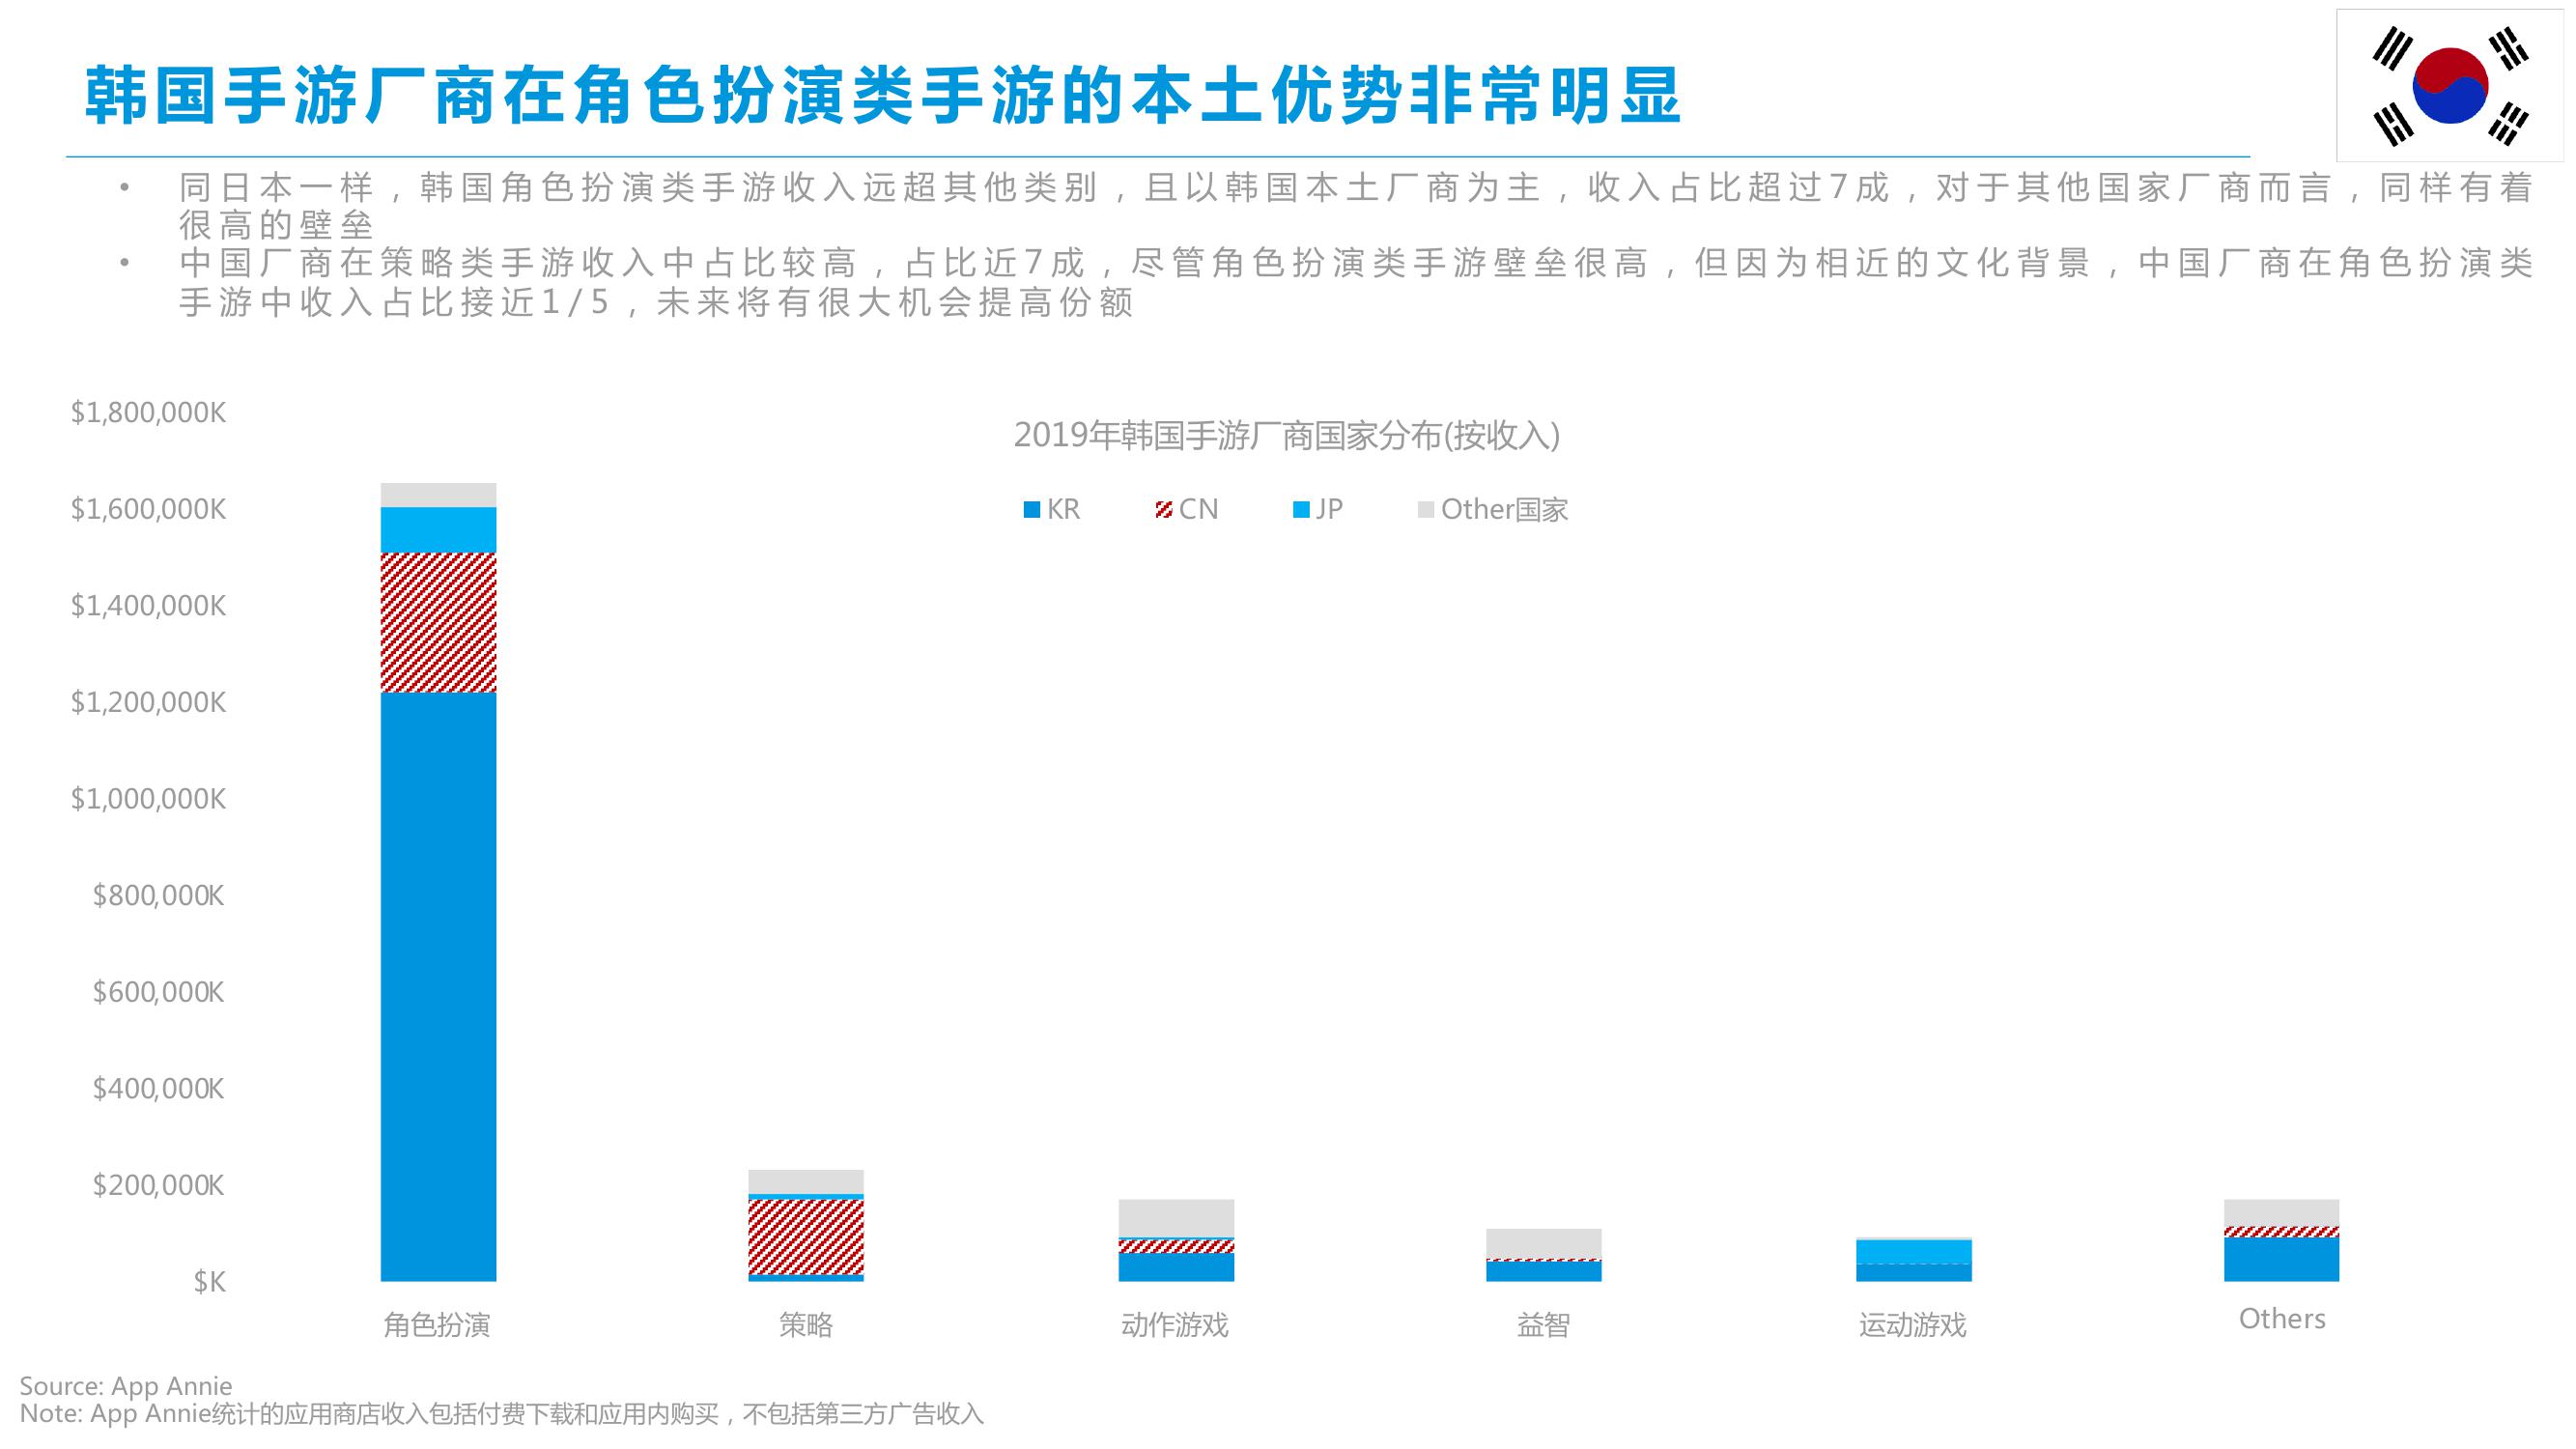 韩国手游厂商在角色扮演类手游的本土优势非常明显
• 同日本一样，韩国角色扮演类手游收入远超其他类别，且以韩国本土厂商为主，收入占比超过7成，对于其他国家厂商而言，同样有着
很高的壁垒
• 中国厂商在策略类手游收入中占比较高，占比近7成，尽管角色扮演类手游壁垒很高，但因为相近的文化背景，中国厂商在角色扮演类
手游中收入占比接近1/5，未来将有很大机会提高份额
2019年韩国手游厂商国家分布(按收入)
KR CN JP Other国家
$1,800,000K
$1,600,000K
$1,400,000K
$1,200,000K
$1,000,000K
$800,000K
$600,000K
$400,000K
$200,000K
$K
角色扮演 策略 动作游戏 益智 运动游戏 Others
Source: App Annie
Note: App Annie统计的应用商店收入包括付费下载和应用内购买，不包括第三方广告收入